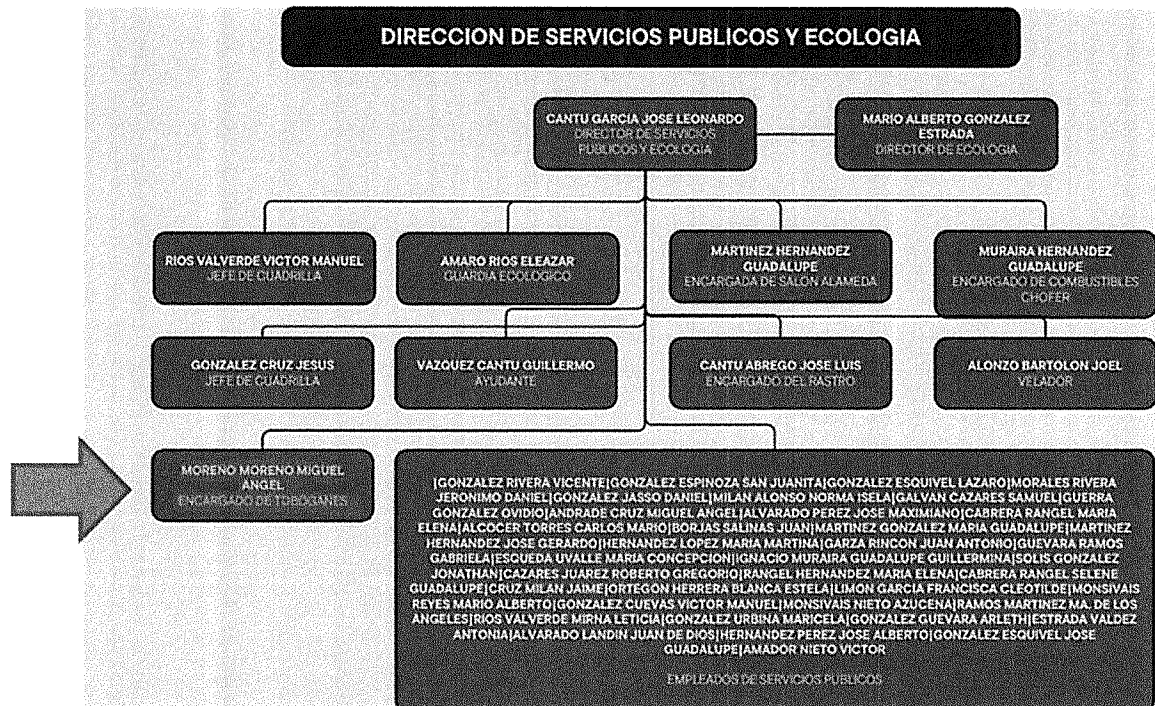 DIRECCION DE SERVICIOS PUBLICOS Y ECOLOGIA
CANTU GARCIA JOSE LEONARDO
DIRECTOR DE SERVICIOS
PUBLICOS Y ECOLOGIA
MARIO ALBERTO GONZALEZ
ESTRADA
DIRECTOR DE ECOLOGIA
RIOS VALVERDE VICTOR MANUEL
JEFE DE CUADRILLA
AMARO RIOS ELEAZAR
GUARDIA ECOLOGICO
MARTINEZ HERNANDEZ
GUADALUPE
ENCARGADA DE SALON ALAMEDA
MURAIRA HERNANDEZ
GUADALUPE
ENCARGADO DE COMBUSTIBLES
CHOFER
GONZALEZ CRUZ JESUS
JEFE DE CUADRILLA
VAZQUEZ CANTU GUILLERMO
AYUDANTE
CANTU ABREGO JOSE LUIS
ENCARGADO DEL RASTRO
ALONZO BARTOLON JOEL
VELADOR
MORENO MORENO MIGUEL
ANGEL
ENCARGADO DE TOBOGANES
|GONZALEZ RIVERA VICENTE|GONZALEZ ESPINOZA SAN JUANITA|GONZALEZ ESQUIVEL LAZARO|MORALES RIVERA
JERONIMO DANIEL|GONZALEZ JASSO DANIEL|MILAN ALONSO NORMA ISELA|GALVAN CAZARES SAMUEL|GUERRA
GONZALEZ OVIDIO|ANDRADE CRUZ MIGUEL ANGEL|ALVARADO PEREZ JOSE MAXIMIANO|CABRERA RANGEL MARIA
ELENA|ALCOCER TORRES CARLOS MARIO|BORJAS SALINAS JUAN|MARTINEZ GONZALEZ MARIA GUADALUPE|MARTINEZ
HERNANDEZ JOSE GERARDO|HERNANDEZ LOPEZ MARIA MARTINA|GARZA RINCON JUAN ANTONIO|GUEVARA RAMOS
GABRIELA|ESQUEDA UVALLE MARIA CONCEPCION|IGNACIO MURAIRA GUADALUPE GUILLERMINA|SOLIS GONZALEZ
JONATHAN|CAZARES JUAREZ ROBERTO GREGORIO|RANGEL HERNANDEZ MARIA ELENA|CABRERA RANGEL SELENE
GUADALUPE|CRUZ MILAN JAIME|ORTEGON HERRERA BLANCA ESTELA|LIMON GARCIA FRANCISCA CLEOTILDE|MONSIVAIS
REYES MARIO ALBERTO|GONZALEZ CUEVAS VICTOR MANUEL|MONSIVAIS NIETO AZUCENA|RAMOS MARTINEZ MA. DE LOS
ANGELES|RIOS VALVERDE MIRNA LETICIA|GONZALEZ URBINA MARICELA|GONZALEZ GUEVARA ARLETH|ESTRADA VALDEZ
ANTONIA|ALVARADO LANDIN JUAN DE DIOS|HERNANDEZ PEREZ JOSE ALBERTO|GONZALEZ ESQUIVEL JOSE
GUADALUPE|AMADOR NIETO VICTOR
EMPLEADOS DE SERVICIOS PUBLICOS